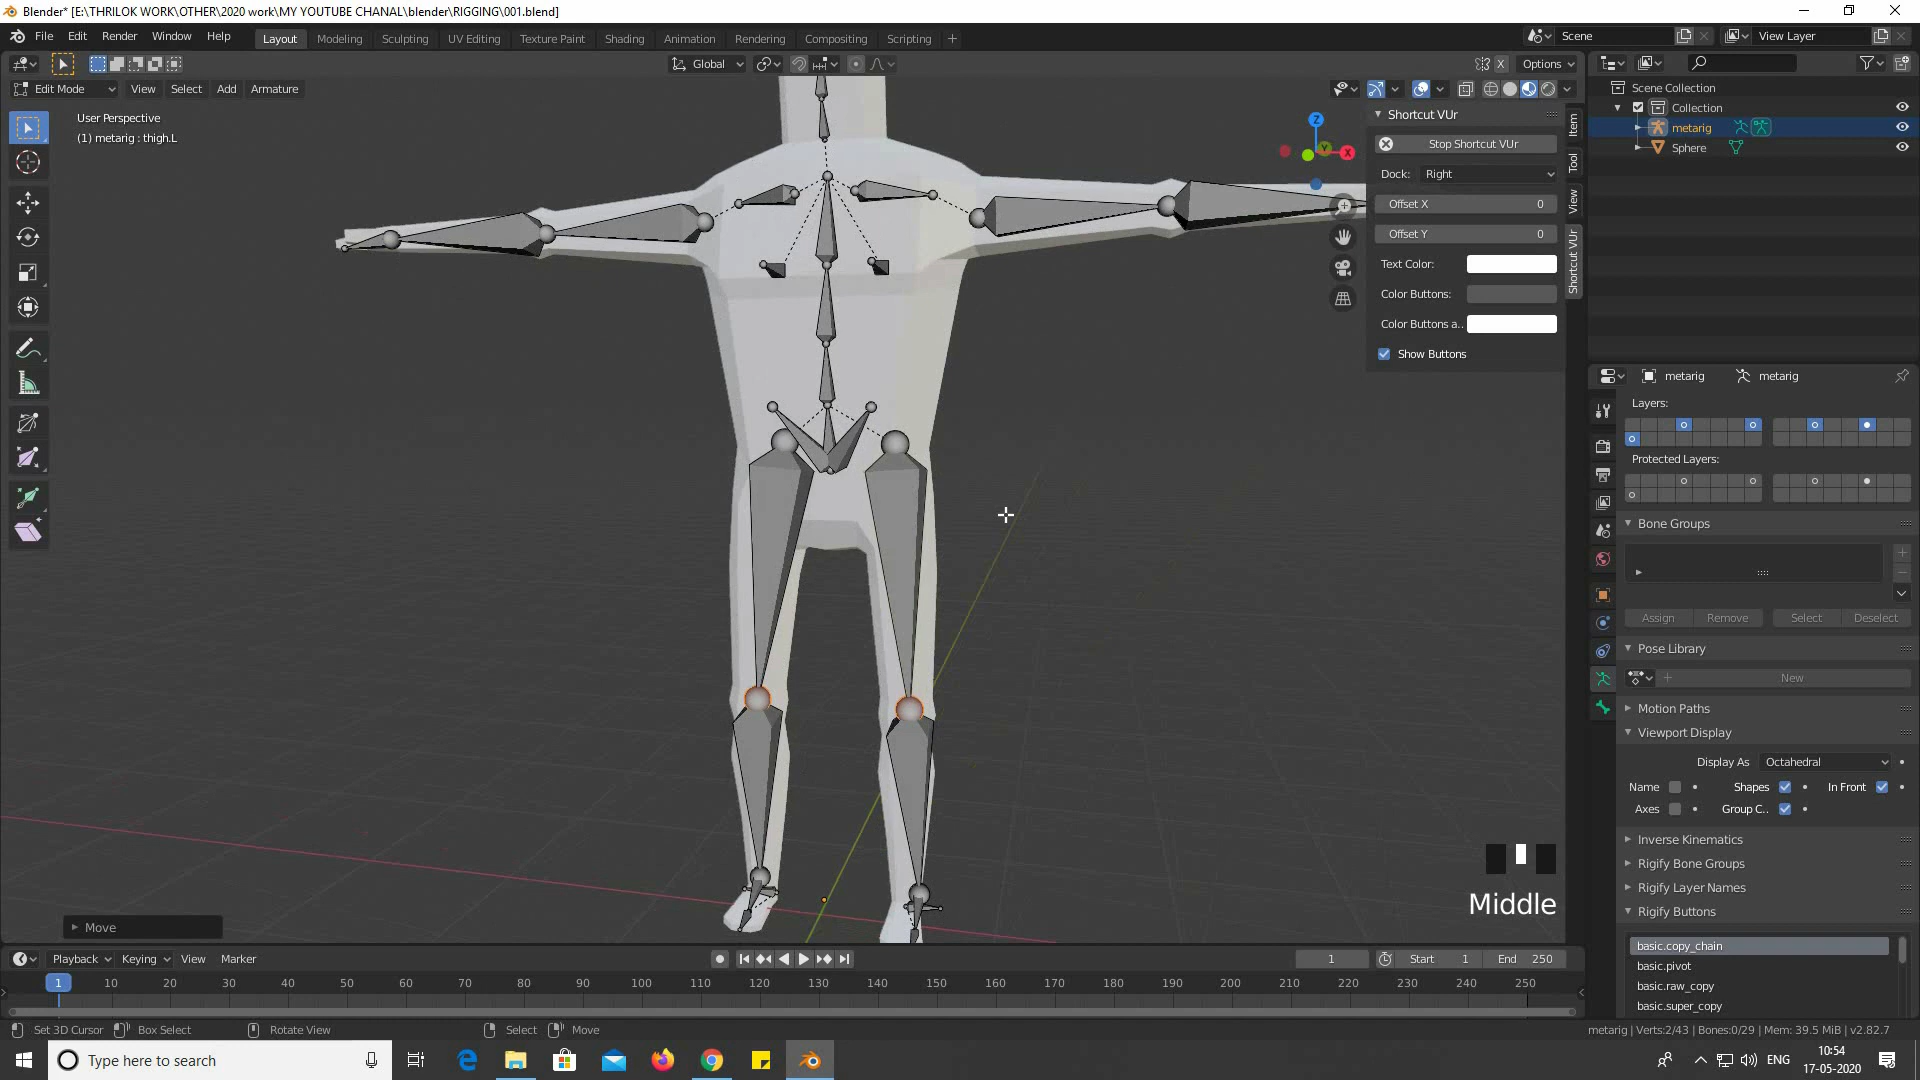 Blender* [E:\THRILOK WORK\OTHER\2020 work\MY YOUTUBE CHANAL\blender\RIGGING\001.blend]
File Edit Render Window Help Layout Modeling Sculpting UV Editing Texture Paint Shading Animation Rendering Compositing Scripting + Scene View Layer
Global X Options
Edit Mode View Select Add Armature
User Perspective
(1) metarig : thigh.L
Z
Y
X
Shortcut VUr
Stop Shortcut VUr
Dock: Right
Offset X 0
Offset Y 0
Text Color:
Color Buttons:
Color Buttons a..
Show Buttons
Item
Tool
View
Shortcut VUr
Scene Collection
Collection
metarig
Sphere
metarig metarig
Layers:
Protected Layers:
Bone Groups
Assign Remove Select Deselect
Pose Library
+ New
Motion Paths
Viewport Display
Display As Octahedral
Name Shapes In Front
Axes Group C..
Inverse Kinematics
Rigify Bone Groups
Rigify Layer Names
Rigify Buttons
basic.copy_chain
basic.pivot
basic.raw_copy
basic.super_copy
Middle
Move
Playback Keying View Marker 1 Start 1 End 250
1 10 20 30 40 50 60 70 80 90 100 110 120 130 140 150 160 170 180 190 200 210 220 230 240 250
Set 3D Cursor Box Select Rotate View Select Move metarig | Verts:2/43 | Bones:0/29 | Mem: 39.5 MiB | v2.82.7
Type here to search
ENG
10:54
17-05-2020